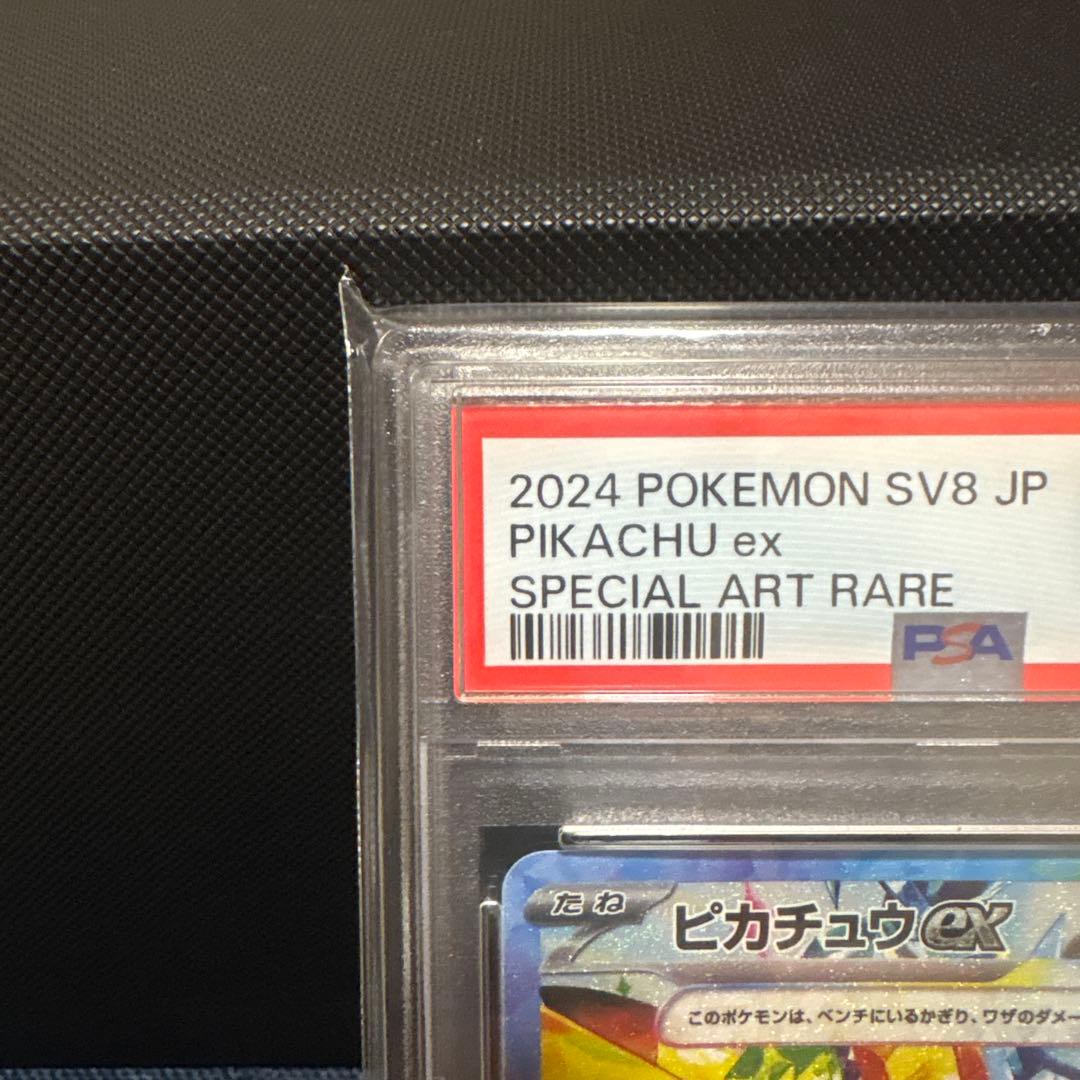 2024 POKEMON SV8 JP
PIKACHU ex
SPECIAL ART RARE
PSA
たね
ピカチュウex
このポケモンは、ベンチにいるかぎり、ワザのダメー